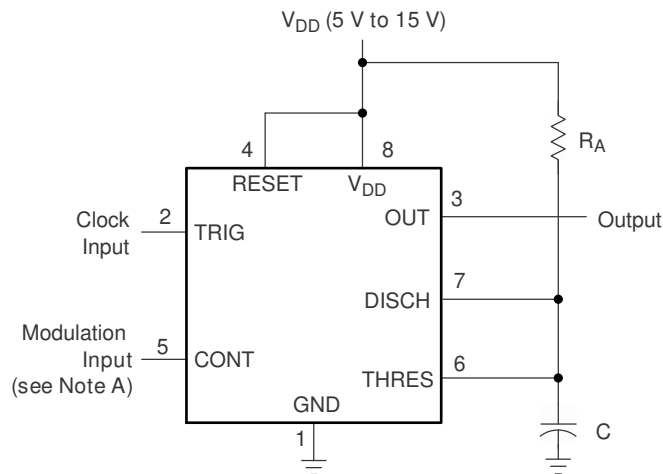 V_DD (5 V to 15 V)
R_A
4
8
RESET
V_DD
Clock
Input
2
TRIG
OUT
3
Output
DISCH
7
Modulation
Input
(see Note A)
5
CONT
THRES
6
GND
1
C